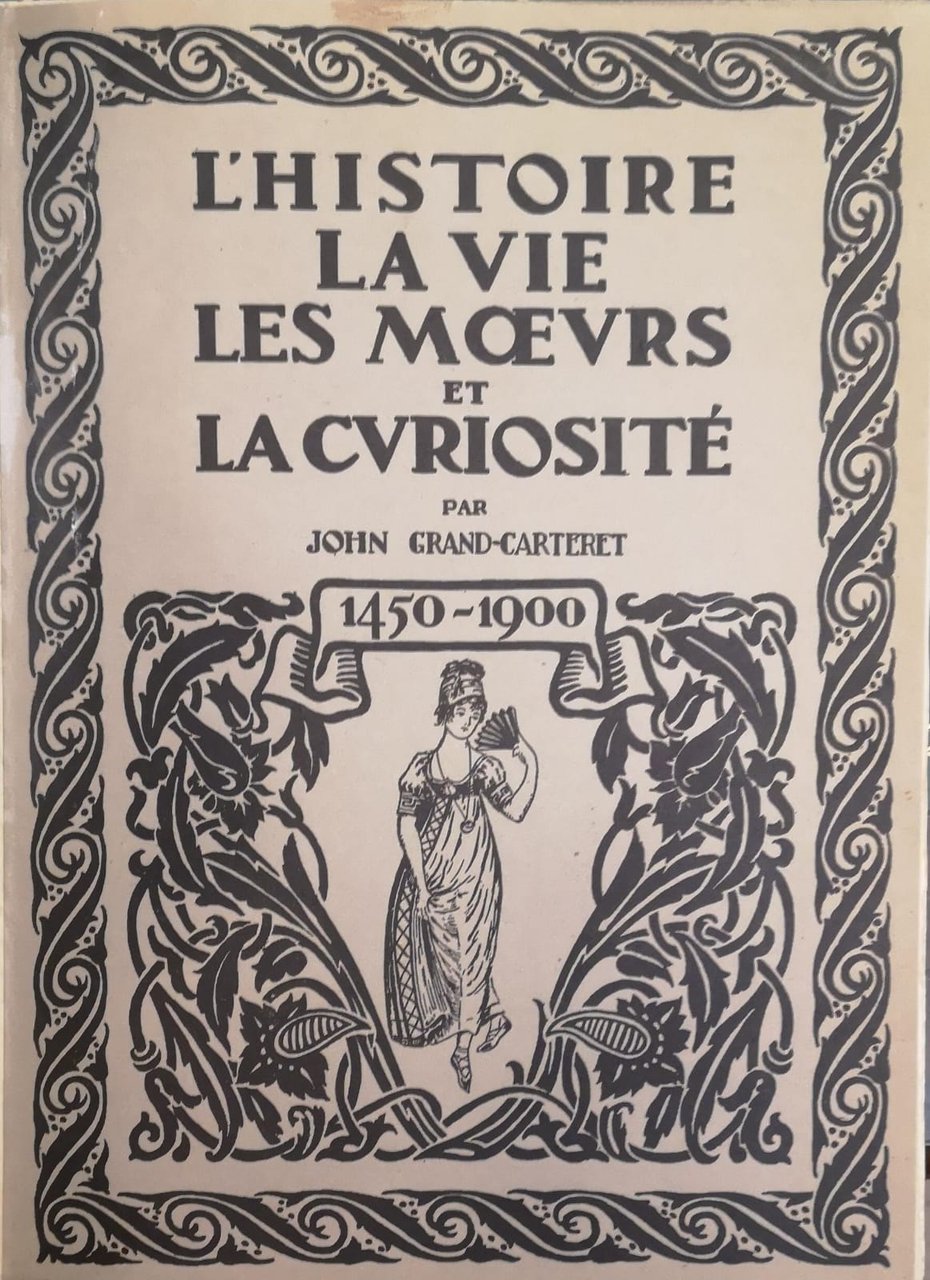 L'HISTOIRE
LA VIE
LES MŒVRS
ET
LA CVRIOSITÉ
PAR
JOHN GRAND-CARTERET
1450-1900